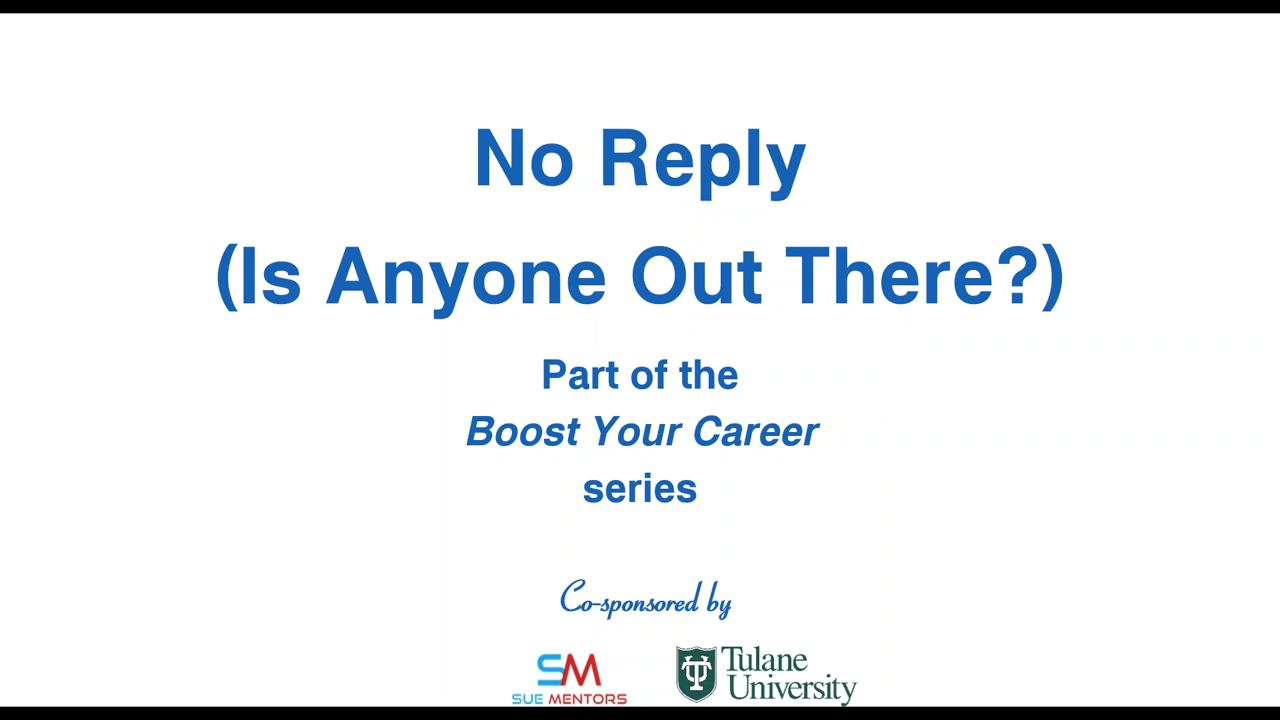 No Reply
(Is Anyone Out There?)
Part of the
Boost Your Career
series
Co-sponsored by
SM
SUE MENTORS
Tulane
University